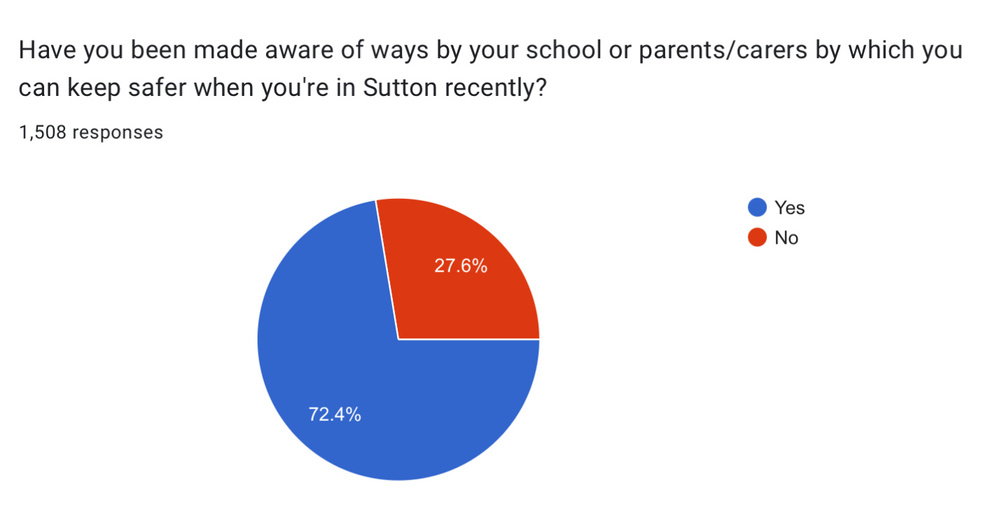 Have you been made aware of ways by your school or parents/carers by which you
can keep safer when you're in Sutton recently?
1,508 responses
Yes
No
27.6%
72.4%